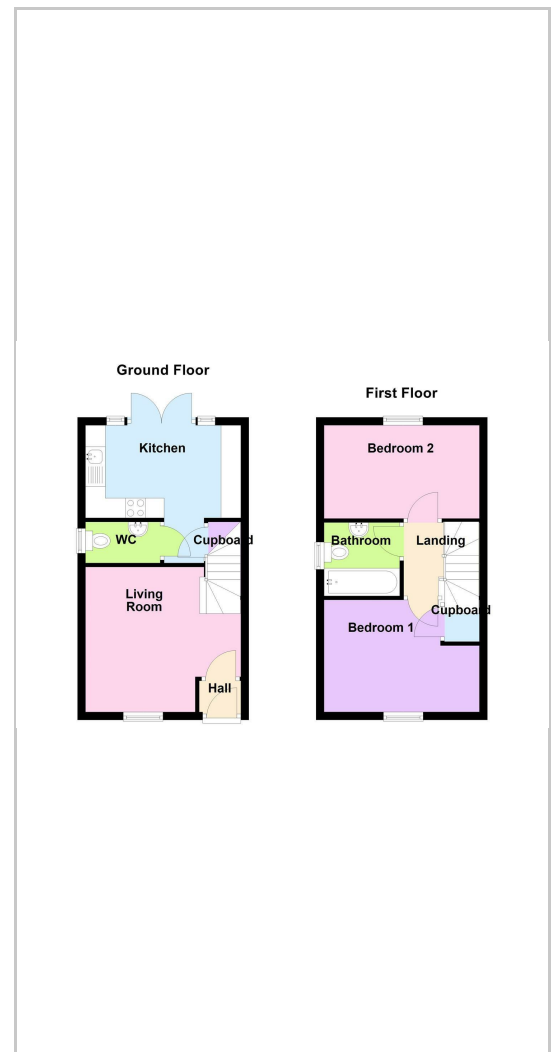 Ground Floor
Kitchen
WC
Cupboard
Living
Room
Hall
First Floor
Bedroom 2
Bathroom
Landing
Cupboard
Bedroom 1